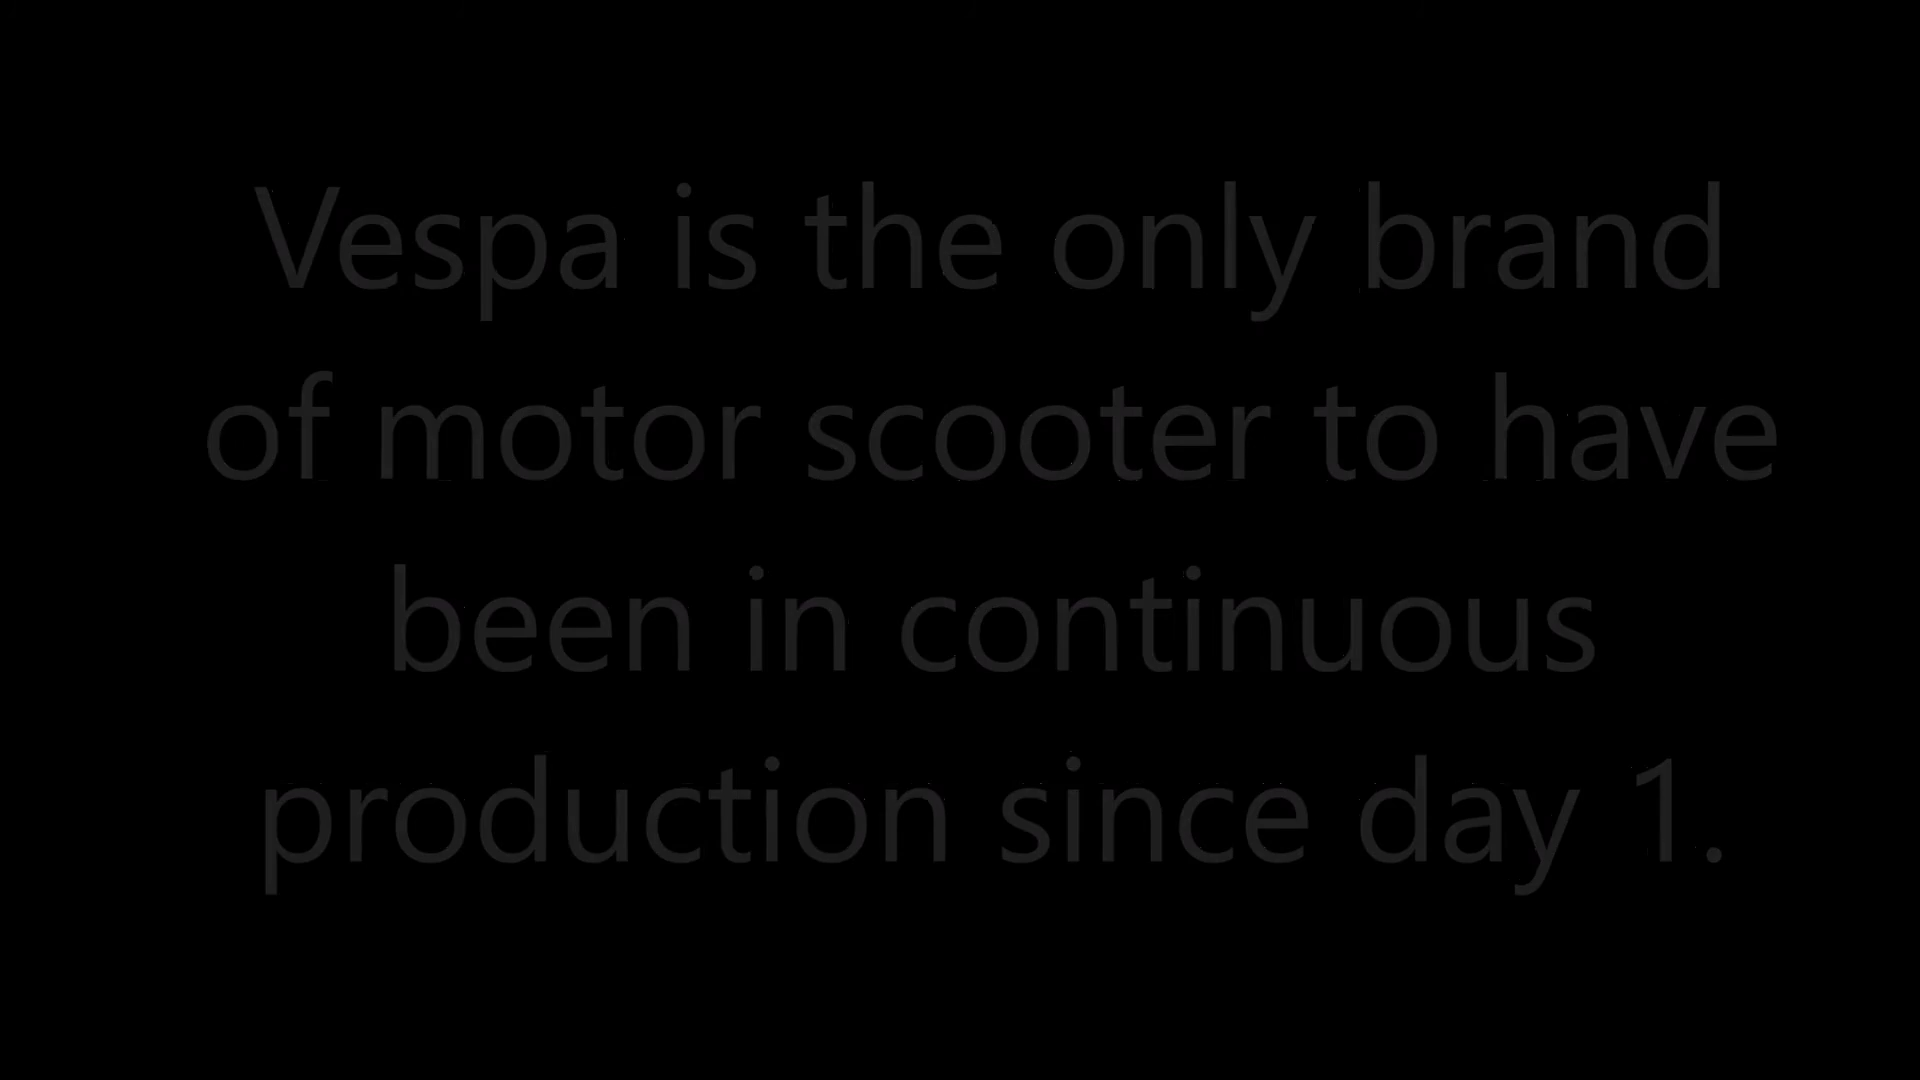 Vespa is the only brand
of motor scooter to have
been in continuous
production since day 1.